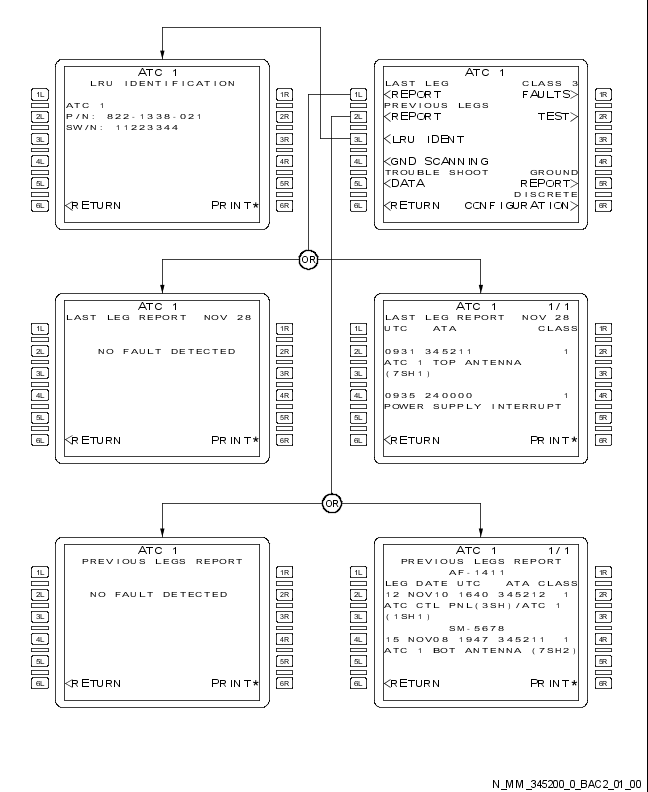 ATC 1
LRU IDENTIFICATION
1L
1R
ATC 1
2L
P/N: 822-1338-021
2R
SW/N: 11223344
3L
3R
4L
4R
5L
5R
6L
<RETURN
PRINT*
6R
ATC 1
LAST LEG
CLASS 3
1L
<REPORT
FAULTS>
1R
PREVIOUS LEGS
2L
<REPORT
TEST>
2R
3L
<LRU IDENT
3R
4L
<GND SCANNING
4R
TROUBLE SHOOT
GROUND
5L
<DATA
REPORT>
5R
DISCRETE
6L
<RETURN
CONFIGURATION>
6R
OR
ATC 1
LAST LEG REPORT NOV 28
1L
1R
2L
NO FAULT DETECTED
2R
3L
3R
4L
4R
5L
5R
6L
<RETURN
PRINT*
6R
ATC 1 1/1
LAST LEG REPORT NOV 28
1L
UTC ATA CLASS
1R
2L
0931 345211 1
2R
ATC 1 TOP ANTENNA
3L
(7SH1)
3R
4L
0935 240000 1
4R
POWER SUPPLY INTERRUPT
5L
5R
6L
<RETURN
PRINT*
6R
OR
ATC 1
PREVIOUS LEGS REPORT
1L
1R
2L
NO FAULT DETECTED
2R
3L
3R
4L
4R
5L
5R
6L
<RETURN
PRINT*
6R
ATC 1 1/1
PREVIOUS LEGS REPORT
1L
AF-1411
1R
LEG DATE UTC ATA CLASS
2L
12 NOV10 1640 345212 1
2R
ATC CTL PNL(3SH)/ATC 1
3L
(1SH1)
3R
SM-5678
4L
15 NOV08 1947 345211 1
4R
ATC 1 BOT ANTENNA (7SH2)
5L
5R
6L
<RETURN
PRINT*
6R
N_MM_345200_0_BAC2_01_00